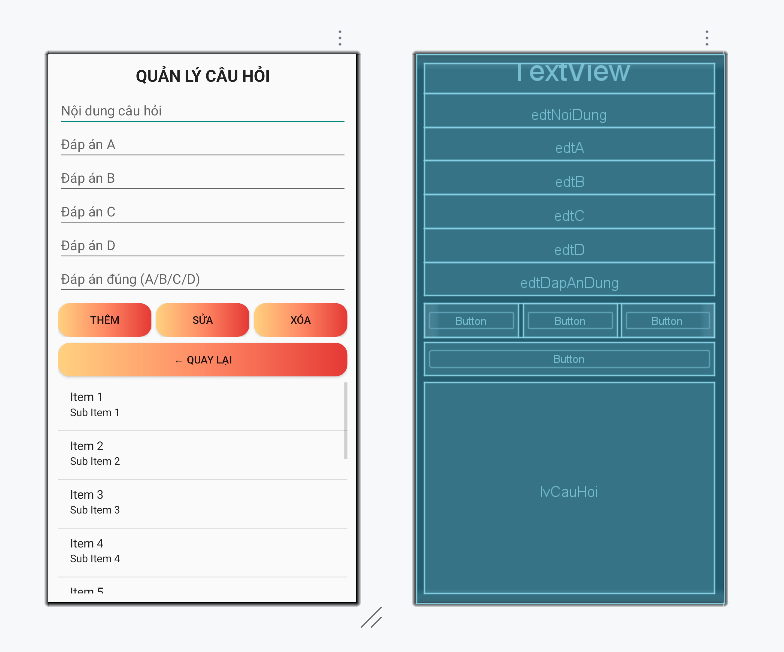 QUẢN LÝ CÂU HỎI
Nội dung câu hỏi
Đáp án A
Đáp án B
Đáp án C
Đáp án D
Đáp án đúng (A/B/C/D)
THÊM SỬA XÓA
← QUAY LẠI
Item 1
Sub Item 1
Item 2
Sub Item 2
Item 3
Sub Item 3
Item 4
Sub Item 4
Item 5
TextView
edtNoiDung
edtA
edtB
edtC
edtD
edtDapAnDung
Button Button Button
Button
lvCauHoi